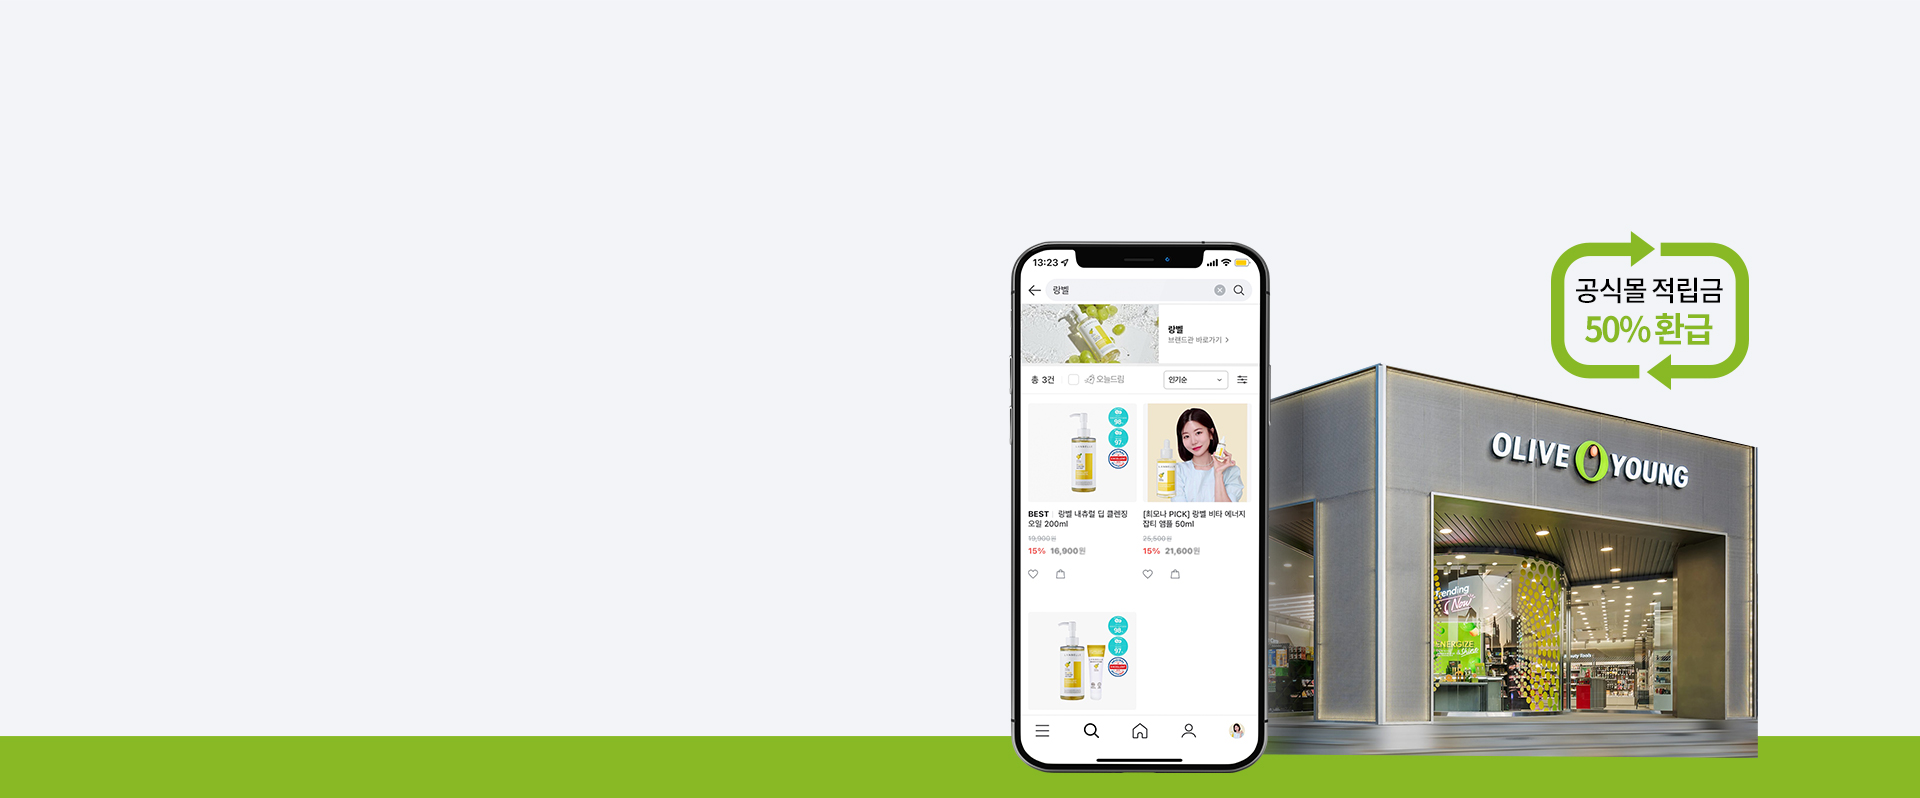 13:23
랑벨
랑벨
브랜드관 바로가기
총 3건
오늘드림
인기순
BEST 랑벨 내츄럴 딥 클렌징
오일 200ml
19,900원
15% 16,900원
[최모나 PICK] 랑벨 비타 에너지
잡티 앰플 50ml
25,500원
15% 21,600원
공식몰 적립금
50% 환급
OLIVE YOUNG
Trending
Now
ENERGIZE
Beauty Tools